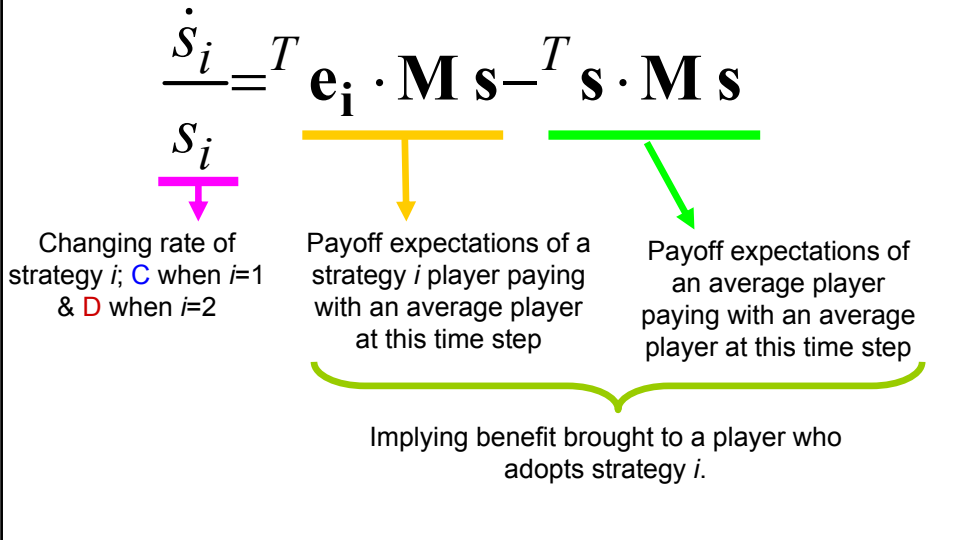 ṡᵢ/sᵢ = ᵀeᵢ · M s − ᵀs · M s
Changing rate of
strategy i; C when i=1
& D when i=2
Payoff expectations of a
strategy i player paying
with an average player
at this time step
Payoff expectations of
an average player
paying with an average
player at this time step
Implying benefit brought to a player who
adopts strategy i.